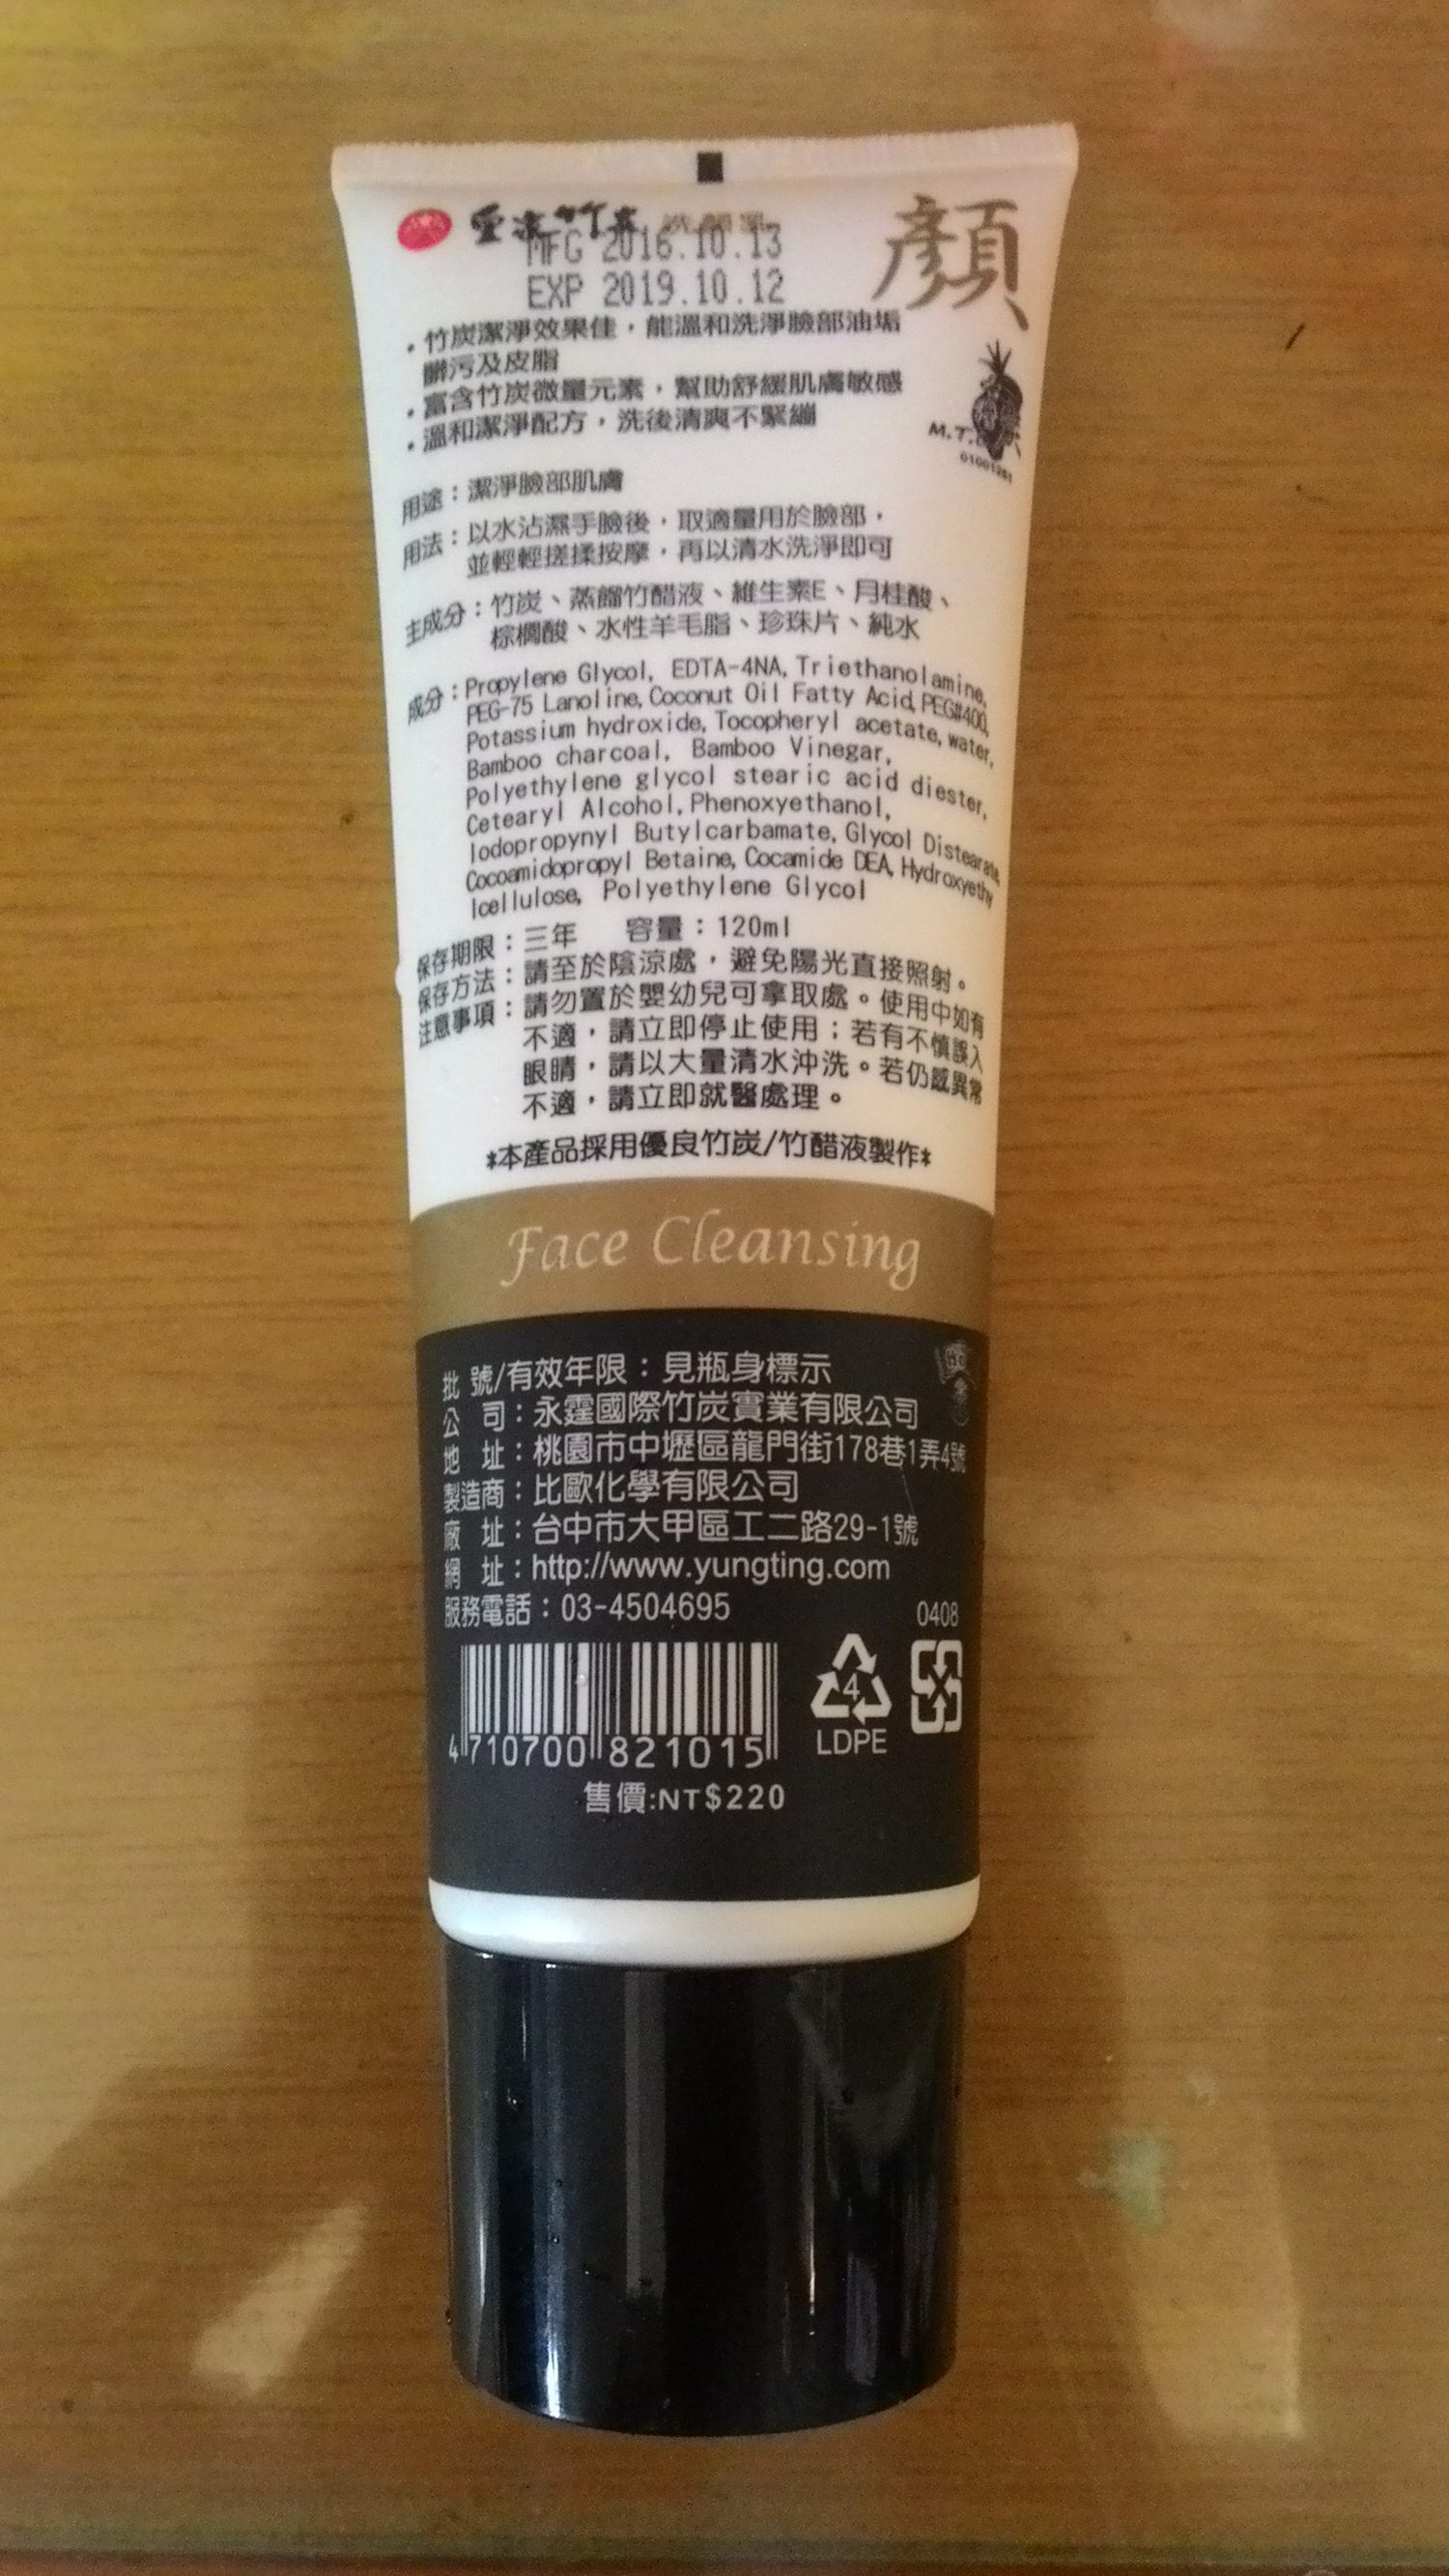 洗顏乳
顏
MFG 2016.10.13
EXP 2019.10.12
・竹炭潔淨效果佳，能溫和洗淨臉部油垢
髒污及皮脂
・富含竹炭微量元素，幫助舒緩肌膚敏感
・溫和潔淨配方，洗後清爽不緊繃
用途：潔淨臉部肌膚
用法：以水沾濕手臉後，取適量用於臉部，
並輕輕搓揉按摩，再以清水洗淨即可
主成分：竹炭、蒸餾竹醋液、維生素E、月桂酸、
棕櫚酸、水性羊毛脂、珍珠片、純水
成分：Propylene Glycol, EDTA-4NA, Triethanolamine,
PEG-75 Lanoline, Coconut Oil Fatty Acid, PEG#400,
Potassium hydroxide, Tocopheryl acetate, water,
Bamboo charcoal, Bamboo Vinegar,
Polyethylene glycol stearic acid diester,
Cetearyl Alcohol, Phenoxyethanol,
Iodopropynyl Butylcarbamate, Glycol Distearate,
Cocoamidopropyl Betaine, Cocamide DEA, Hydroxyethy
lcellulose, Polyethylene Glycol
保存期限：三年 容量：120ml
保存方法：請至於陰涼處，避免陽光直接照射。
注意事項：請勿置於嬰幼兒可拿取處。使用中如有
不適，請立即停止使用；若有不慎誤入
眼睛，請以大量清水沖洗。若仍感異常
不適，請立即就醫處理。
*本產品採用優良竹炭/竹醋液製作*
Face Cleansing
批 號/有效年限：見瓶身標示
公 司：永霆國際竹炭實業有限公司
地 址：桃園市中壢區龍門街178巷1弄4號
製造商：比歐化學有限公司
廠 址：台中市大甲區工二路29-1號
網 址：http://www.yungting.com
服務電話：03-4504695
0408
4 710700 821015
4
LDPE
售價:NT$220